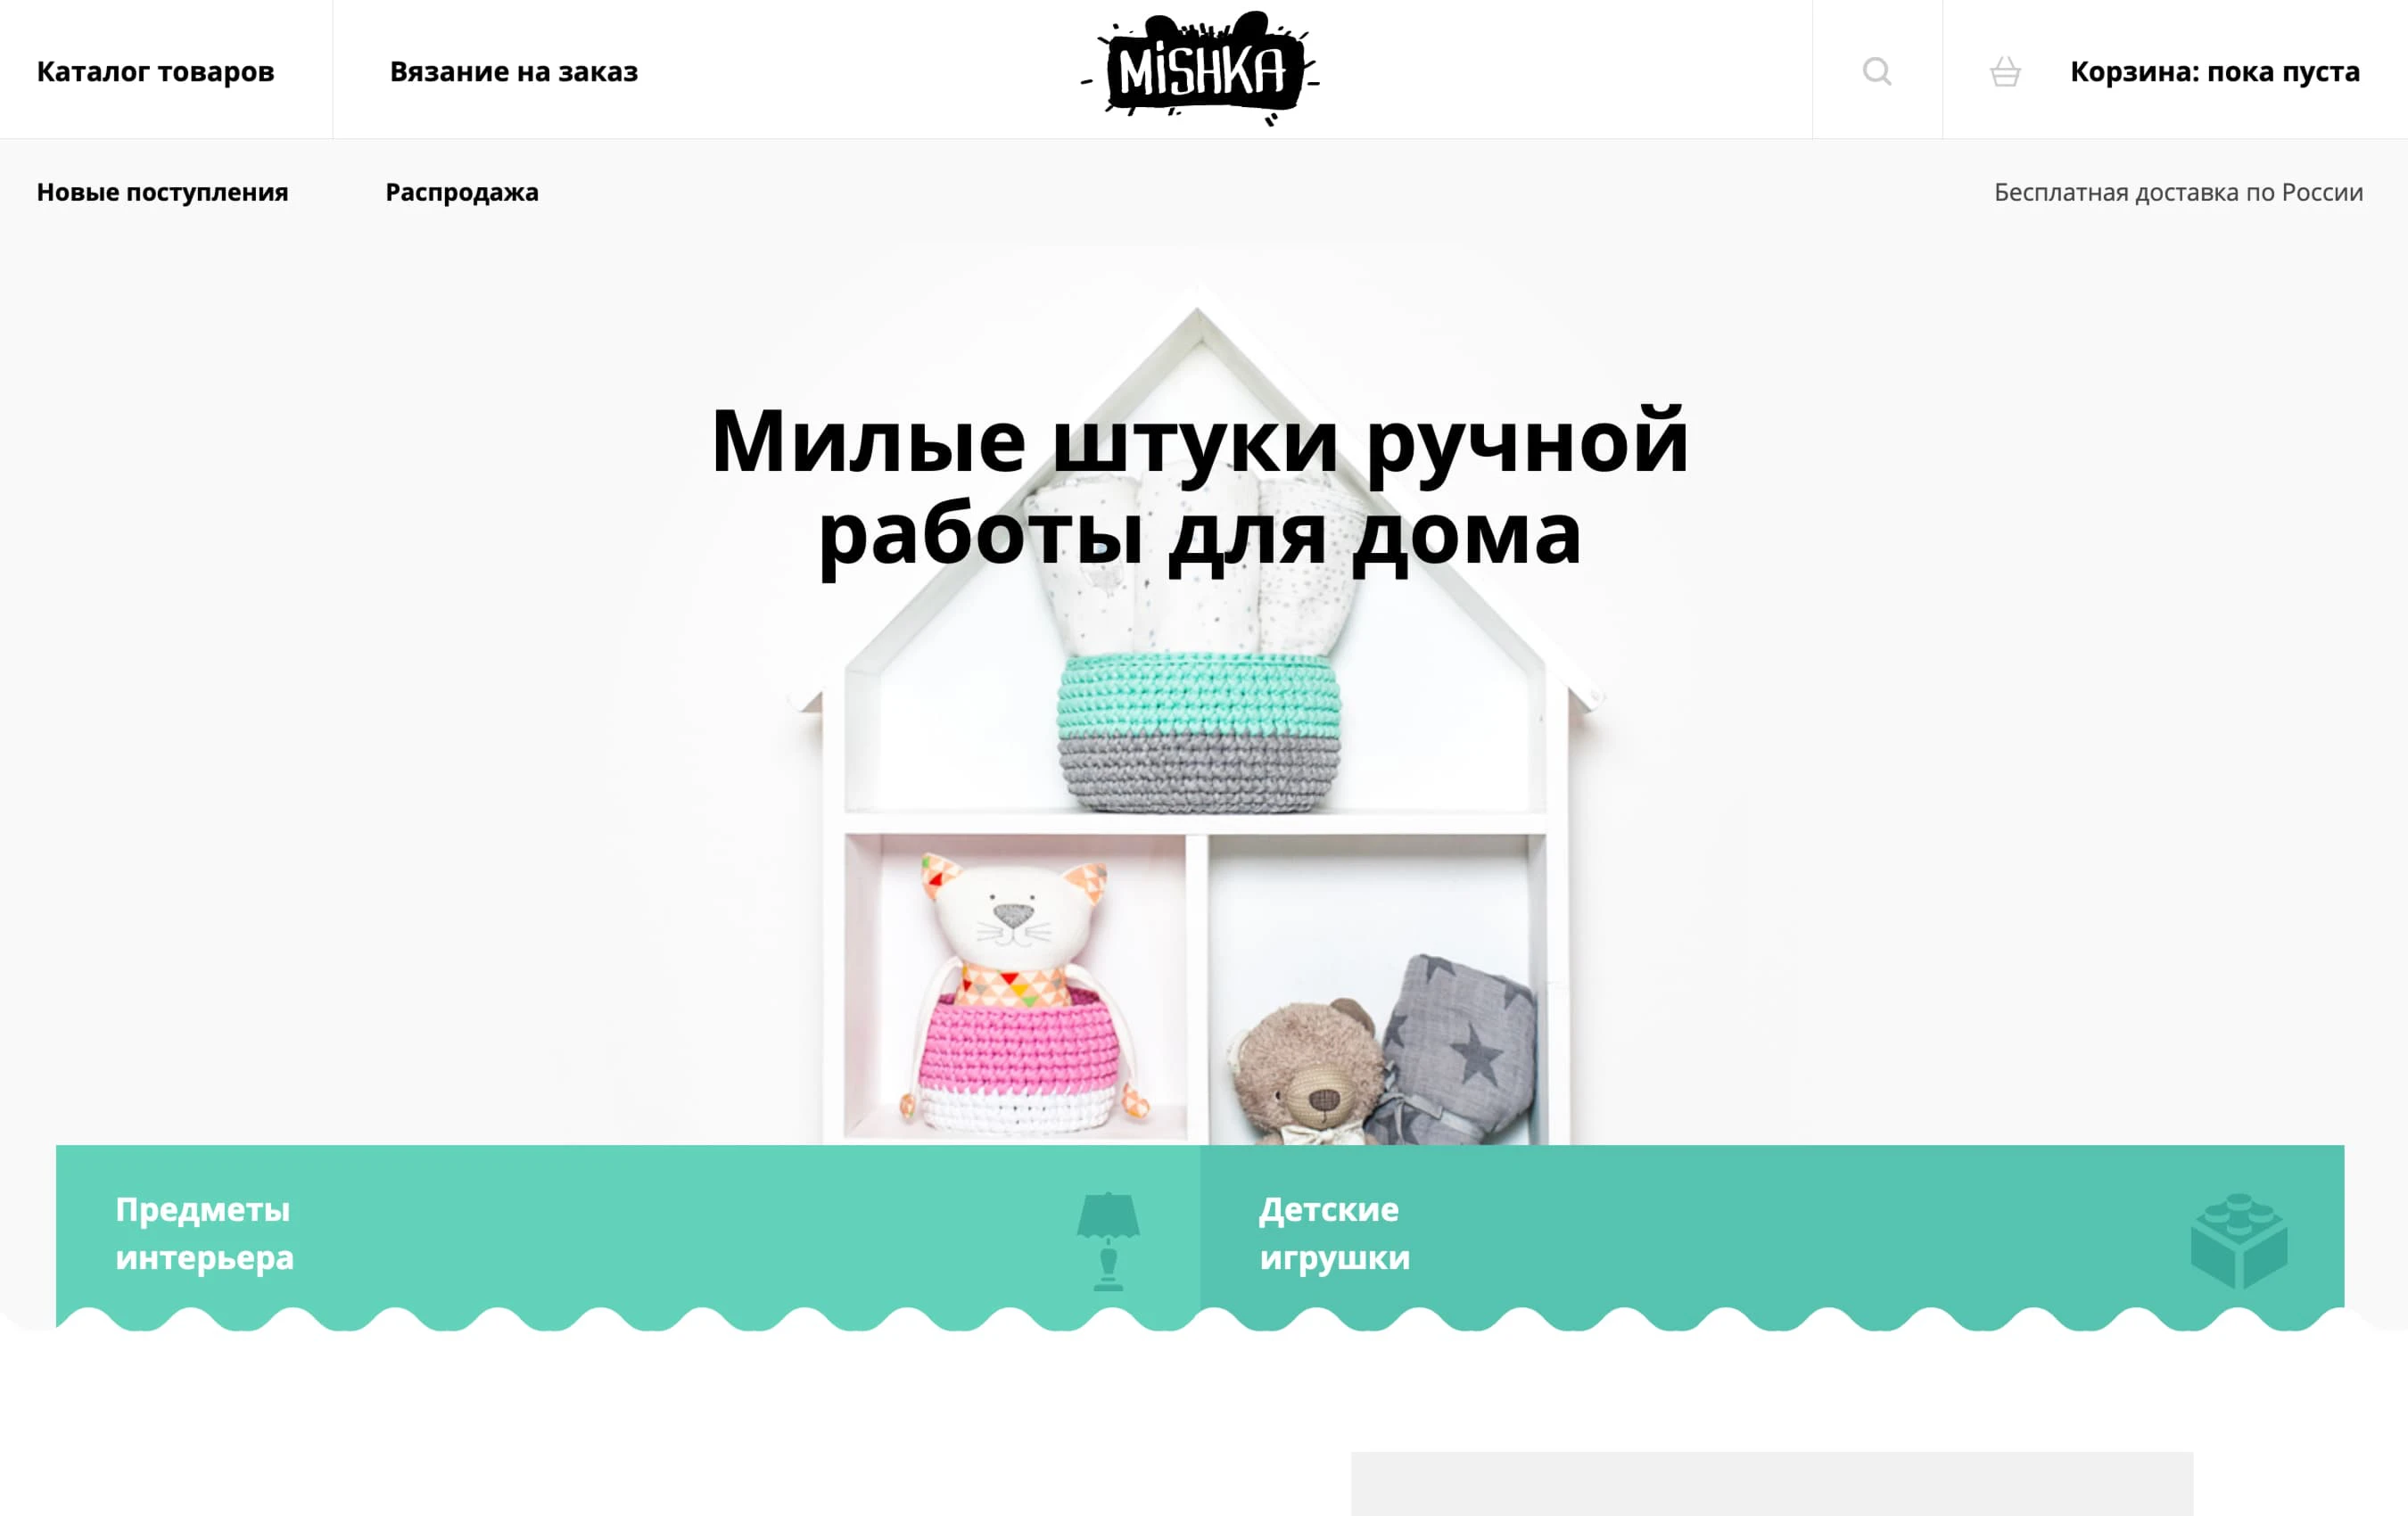 Каталог товаров
Вязание на заказ
MiSHKA
Корзина: пока пуста
Новые поступления
Распродажа
Бесплатная доставка по России
Милые штуки ручной
работы для дома
Предметы
интерьера
Детские
игрушки